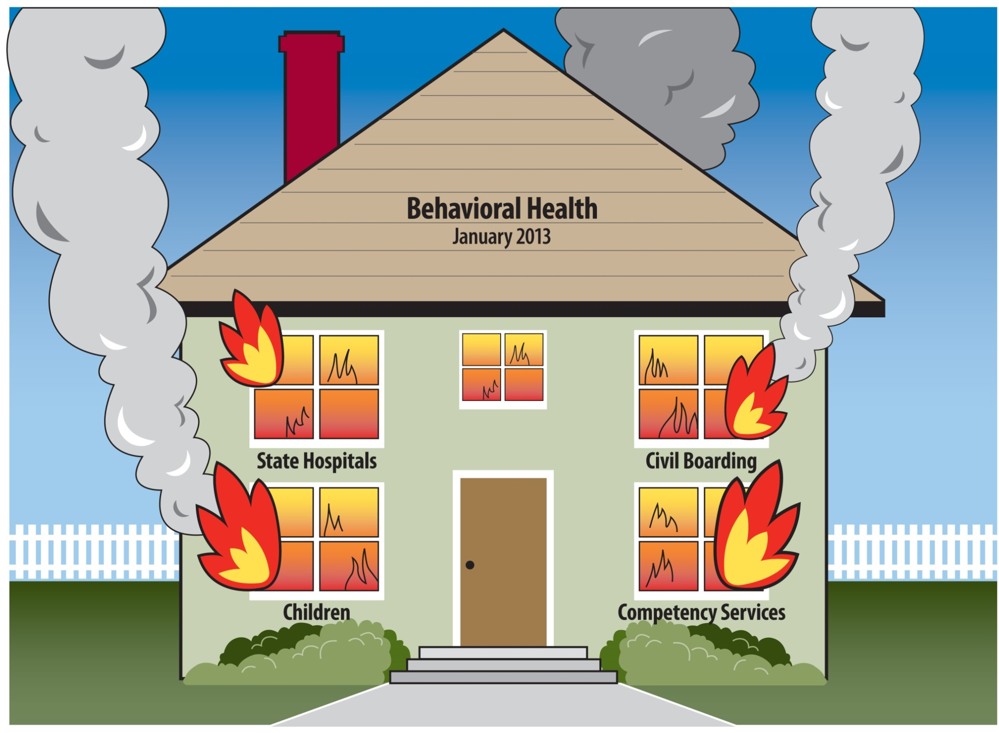 Behavioral Health
January 2013
State Hospitals
Civil Boarding
Children
Competency Services